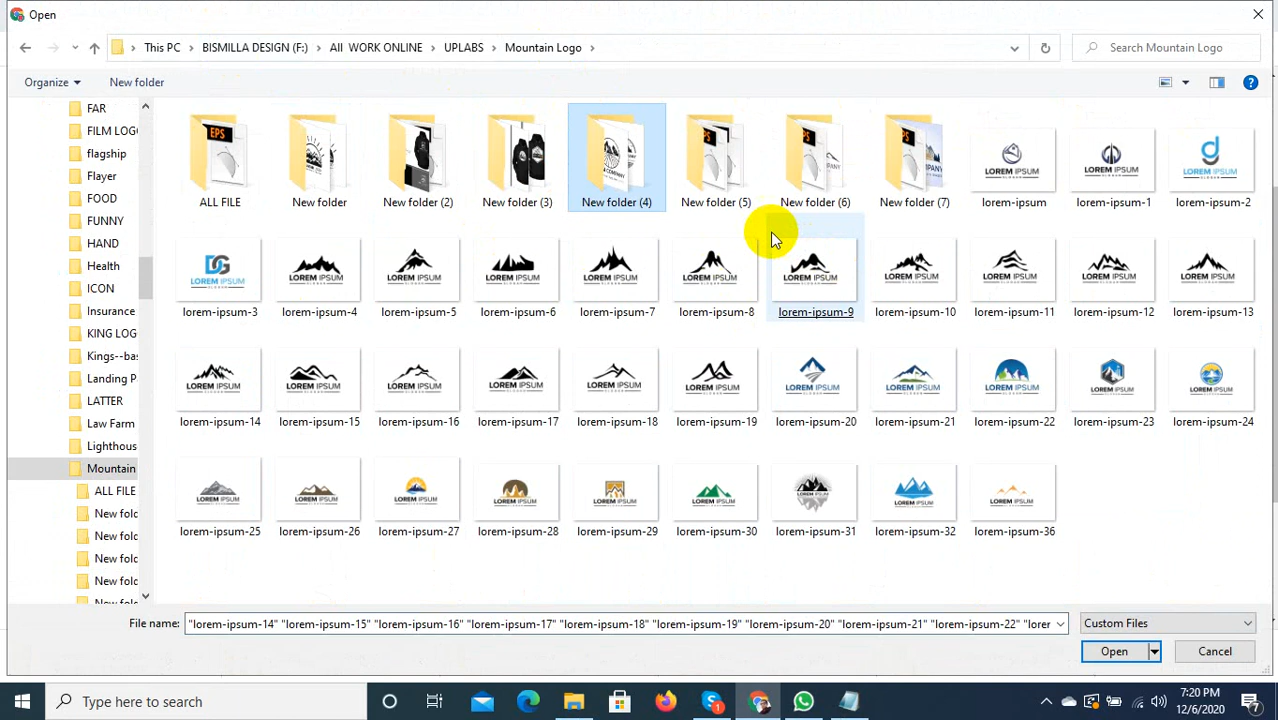 Open
This PC > BISMILLA DESIGN (F:) > All WORK ONLINE > UPLABS > Mountain Logo >
Search Mountain Logo
Organize
New folder
FAR
FILM LOGO
flagship
Flayer
FOOD
FUNNY
HAND
Health
ICON
Insurance
KING LOG
Kings--bas
Landing P
LATTER
Law Farm
Lighthous
Mountain
ALL FILE
New fold
New fold
New fold
New fold
New fold
ALL FILE New folder New folder (2) New folder (3) New folder (4) New folder (5) New folder (6) New folder (7) lorem-ipsum lorem-ipsum-1 lorem-ipsum-2
lorem-ipsum-3 lorem-ipsum-4 lorem-ipsum-5 lorem-ipsum-6 lorem-ipsum-7 lorem-ipsum-8 lorem-ipsum-9 lorem-ipsum-10 lorem-ipsum-11 lorem-ipsum-12 lorem-ipsum-13
lorem-ipsum-14 lorem-ipsum-15 lorem-ipsum-16 lorem-ipsum-17 lorem-ipsum-18 lorem-ipsum-19 lorem-ipsum-20 lorem-ipsum-21 lorem-ipsum-22 lorem-ipsum-23 lorem-ipsum-24
lorem-ipsum-25 lorem-ipsum-26 lorem-ipsum-27 lorem-ipsum-28 lorem-ipsum-29 lorem-ipsum-30 lorem-ipsum-31 lorem-ipsum-32 lorem-ipsum-36
File name: "lorem-ipsum-14" "lorem-ipsum-15" "lorem-ipsum-16" "lorem-ipsum-17" "lorem-ipsum-18" "lorem-ipsum-19" "lorem-ipsum-20" "lorem-ipsum-21" "lorem-ipsum-22" "lorem
Custom Files
Open
Cancel
Type here to search
7:20 PM
12/6/2020